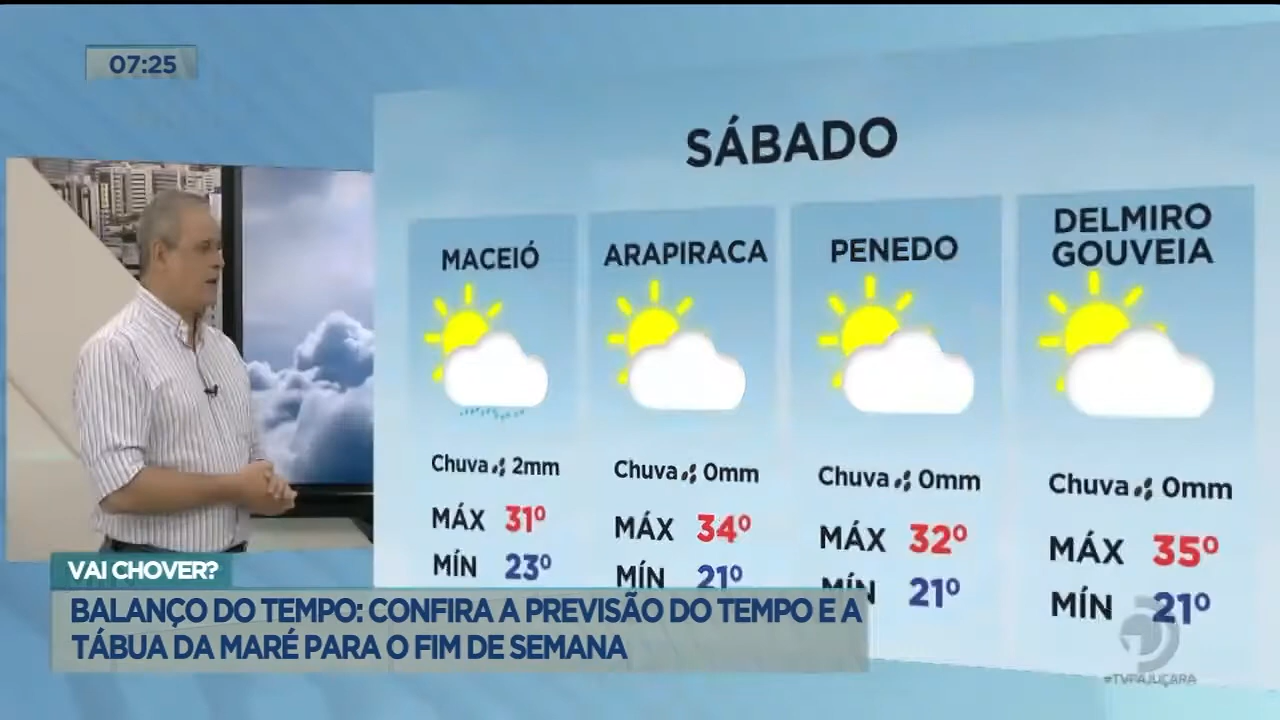 07:25
SÁBADO
MACEIÓ
Chuva 2mm
MÁX 31º
MÍN 23º
ARAPIRACA
Chuva 0mm
MÁX 34º
MÍN 21º
PENEDO
Chuva 0mm
MÁX 32º
MÍN 21º
DELMIRO
GOUVEIA
Chuva 0mm
MÁX 35º
MÍN 21º
VAI CHOVER?
BALANÇO DO TEMPO: CONFIRA A PREVISÃO DO TEMPO E A
TÁBUA DA MARÉ PARA O FIM DE SEMANA
#TVPAJUÇARA